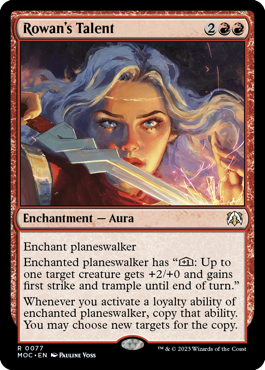 Rowan's Talent 2
Enchantment — Aura
Enchant planeswalker
Enchanted planeswalker has “+1: Up to
one target creature gets +2/+0 and gains
first strike and trample until end of turn.”
Whenever you activate a loyalty ability of
enchanted planeswalker, copy that ability.
You may choose new targets for the copy.
R 0077
MOC • EN PAULINE VOSS
™ & © 2023 Wizards of the Coast